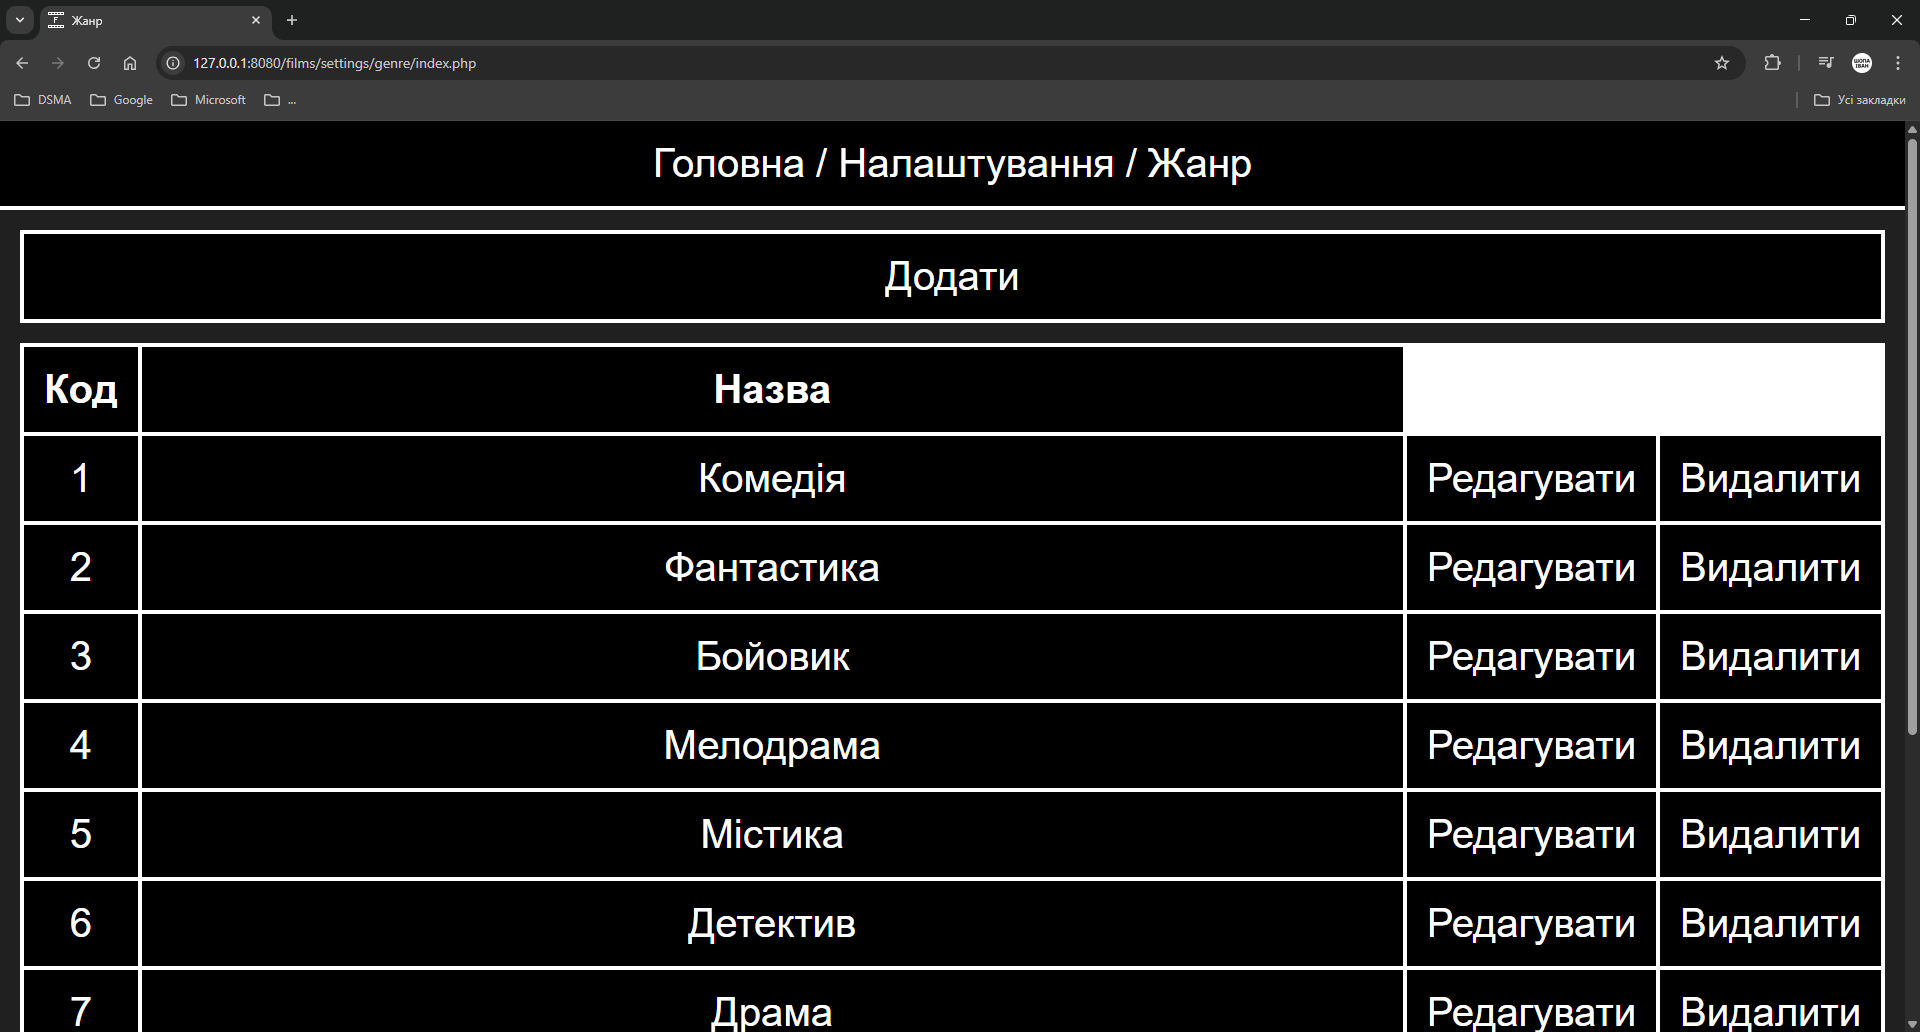 Жанр
127.0.0.1:8080/films/settings/genre/index.php
DSMA Google Microsoft ... Усі закладки
Головна / Налаштування / Жанр
Додати
Код Назва
1 Комедія Редагувати Видалити
2 Фантастика Редагувати Видалити
3 Бойовик Редагувати Видалити
4 Мелодрама Редагувати Видалити
5 Містика Редагувати Видалити
6 Детектив Редагувати Видалити
7 Драма Редагувати Видалити